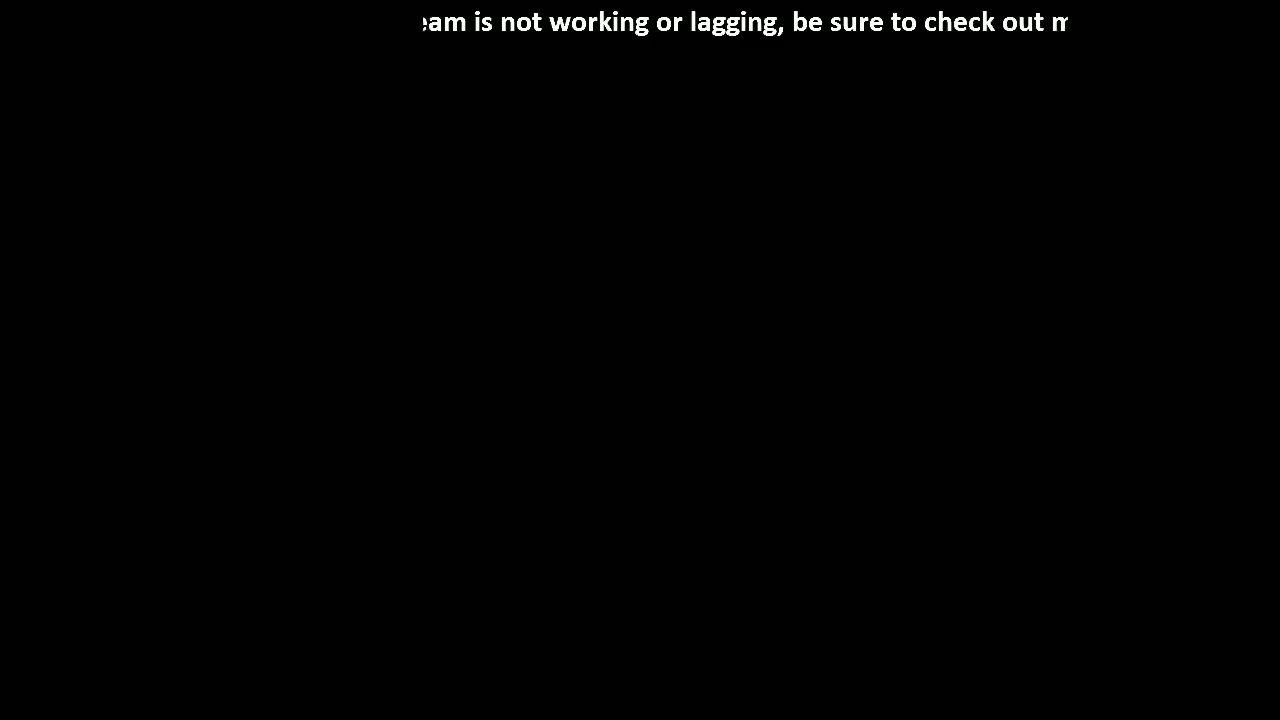 eam is not working or lagging, be sure to check out m